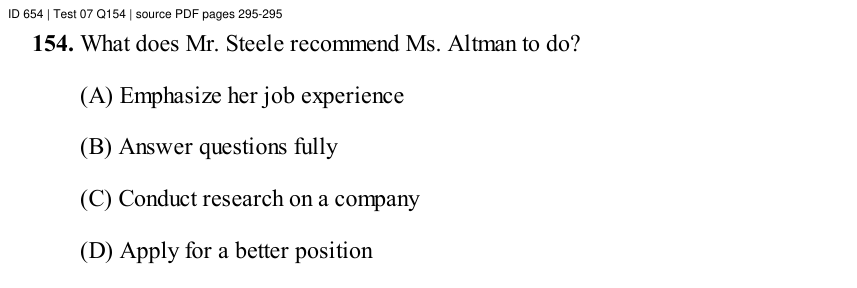 ID 654 | Test 07 Q154 | source PDF pages 295-295
154. What does Mr. Steele recommend Ms. Altman to do?
(A) Emphasize her job experience
(B) Answer questions fully
(C) Conduct research on a company
(D) Apply for a better position